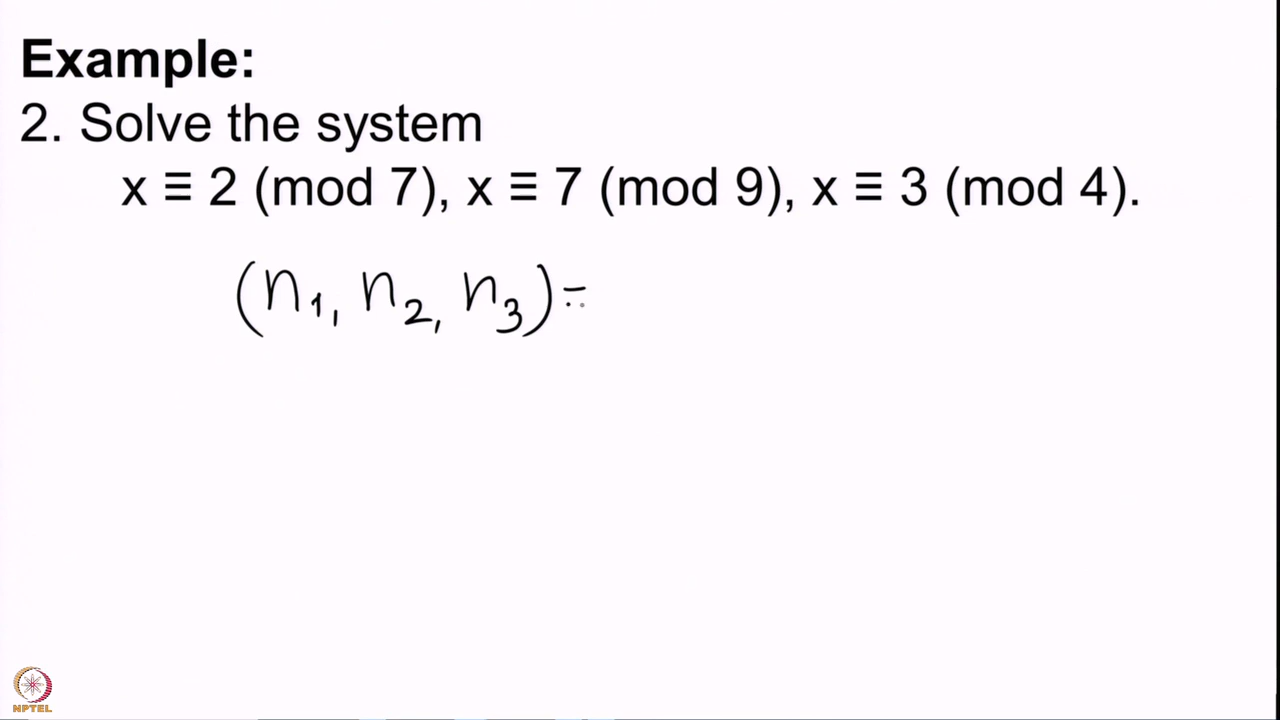 Example:
2. Solve the system
x ≡ 2 (mod 7), x ≡ 7 (mod 9), x ≡ 3 (mod 4).
(n₁, n₂, n₃) =
NPTEL